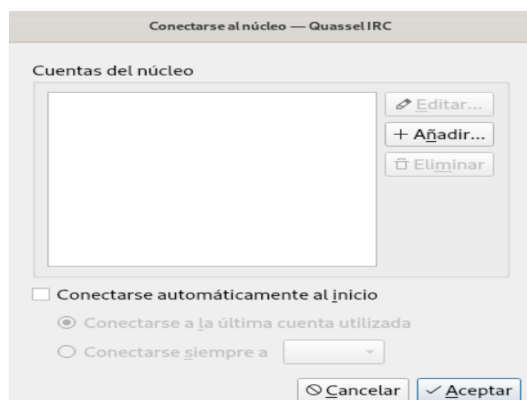 Conectarse al núcleo — Quassel IRC
Cuentas del núcleo
Editar...
+ Añadir...
Eliminar
Conectarse automáticamente al inicio
Conectarse a la última cuenta utilizada
Conectarse siempre a
Cancelar
Aceptar